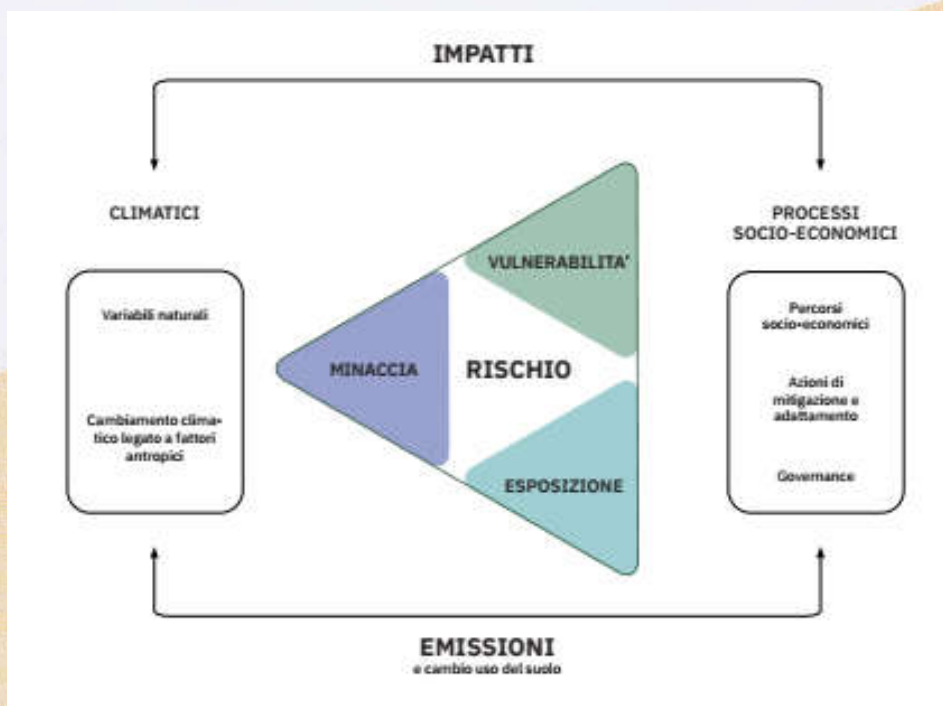 IMPATTI
CLIMATICI
PROCESSI
SOCIO-ECONOMICI
Variabili naturali
Cambiamento clima-
tico legato a fattori
antropici
VULNERABILITA'
MINACCIA
RISCHIO
ESPOSIZIONE
Percorsi
socio-economici
Azioni di
mitigazione e
adattamento
Governance
EMISSIONI
e cambio uso del suolo